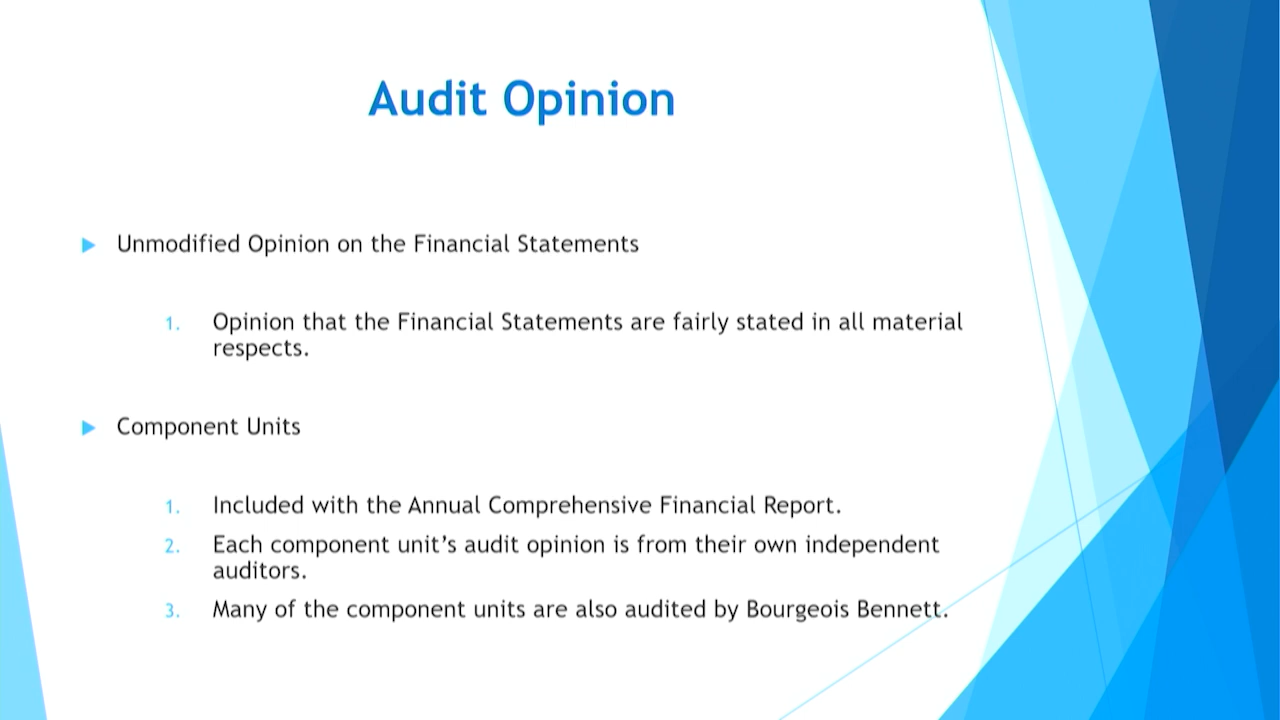 Audit Opinion
Unmodified Opinion on the Financial Statements
1. Opinion that the Financial Statements are fairly stated in all material
respects.
Component Units
1. Included with the Annual Comprehensive Financial Report.
2. Each component unit’s audit opinion is from their own independent
auditors.
3. Many of the component units are also audited by Bourgeois Bennett.